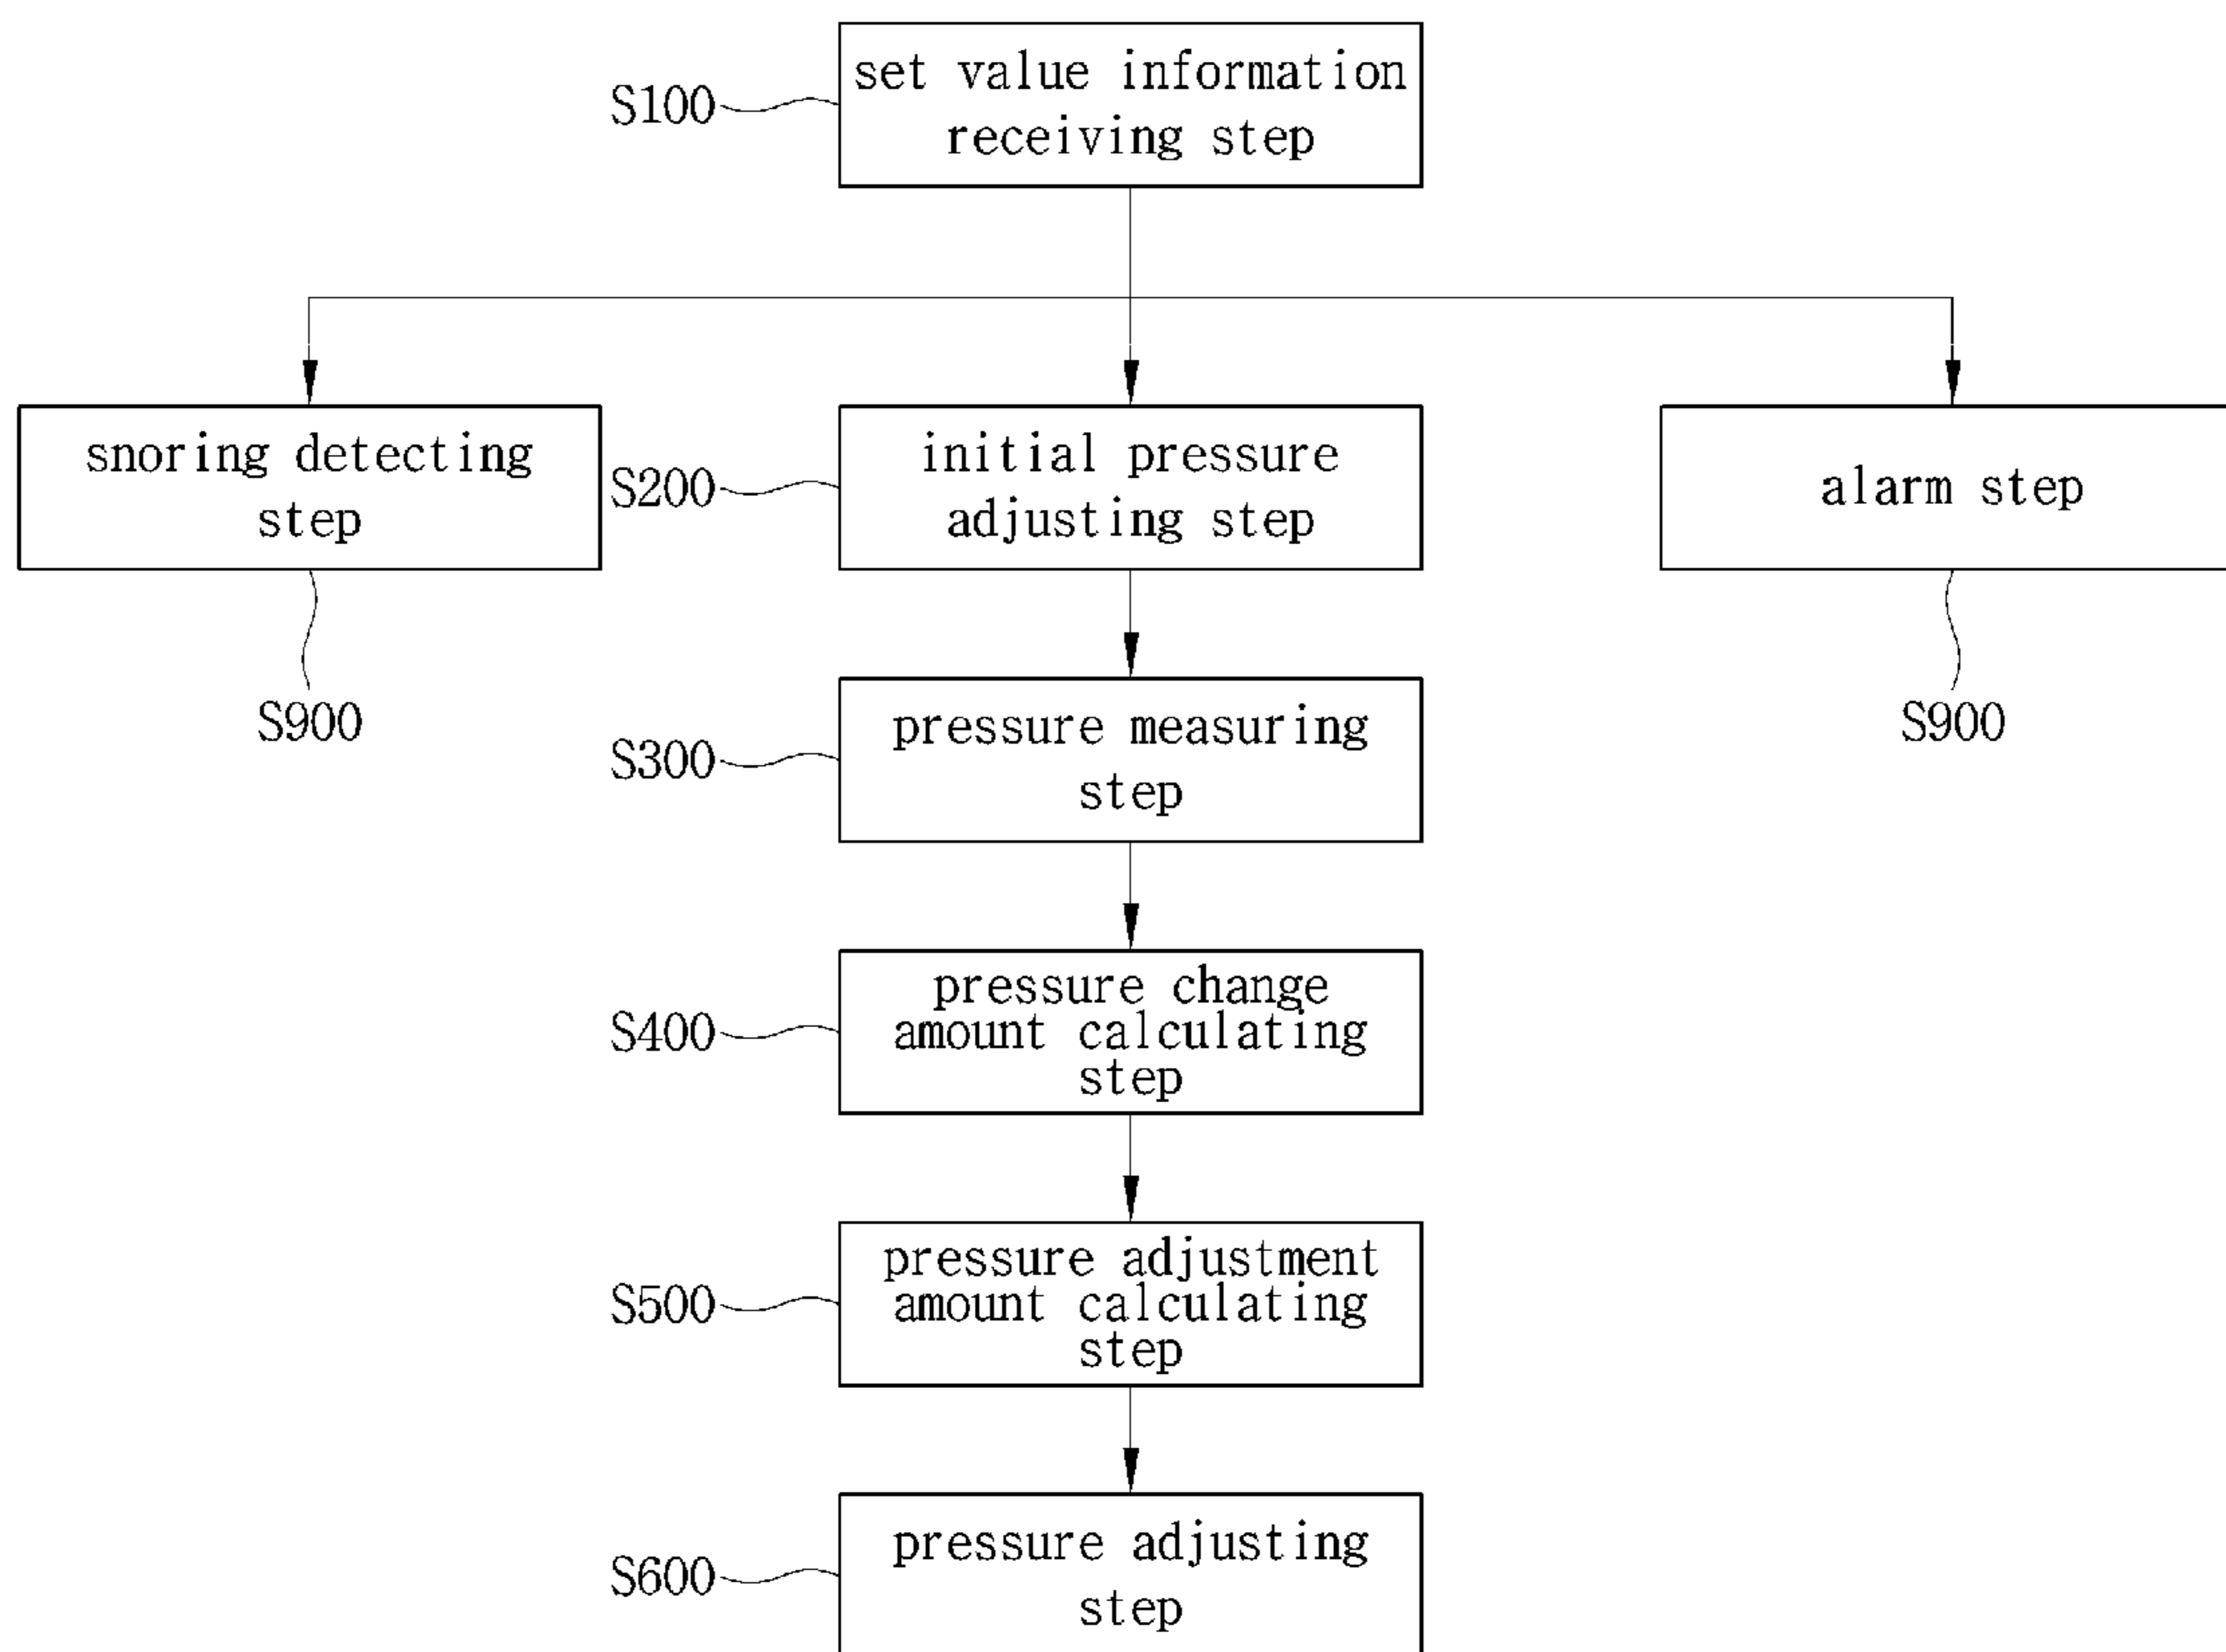 S100
set value information
receiving step
snoring detecting
step
S900
S200
initial pressure
adjusting step
alarm step
S900
S300
pressure measuring
step
S400
pressure change
amount calculating
step
S500
pressure adjustment
amount calculating
step
S600
pressure adjusting
step